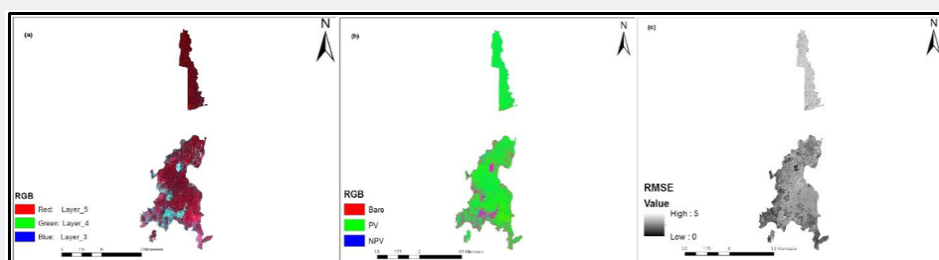 (a)
N
RGB
Red: Layer_5
Green: Layer_4
Blue: Layer_3
(b)
N
RGB
Bare
PV
NPV
(c)
N
RMSE
Value
High : 5
Low : 0